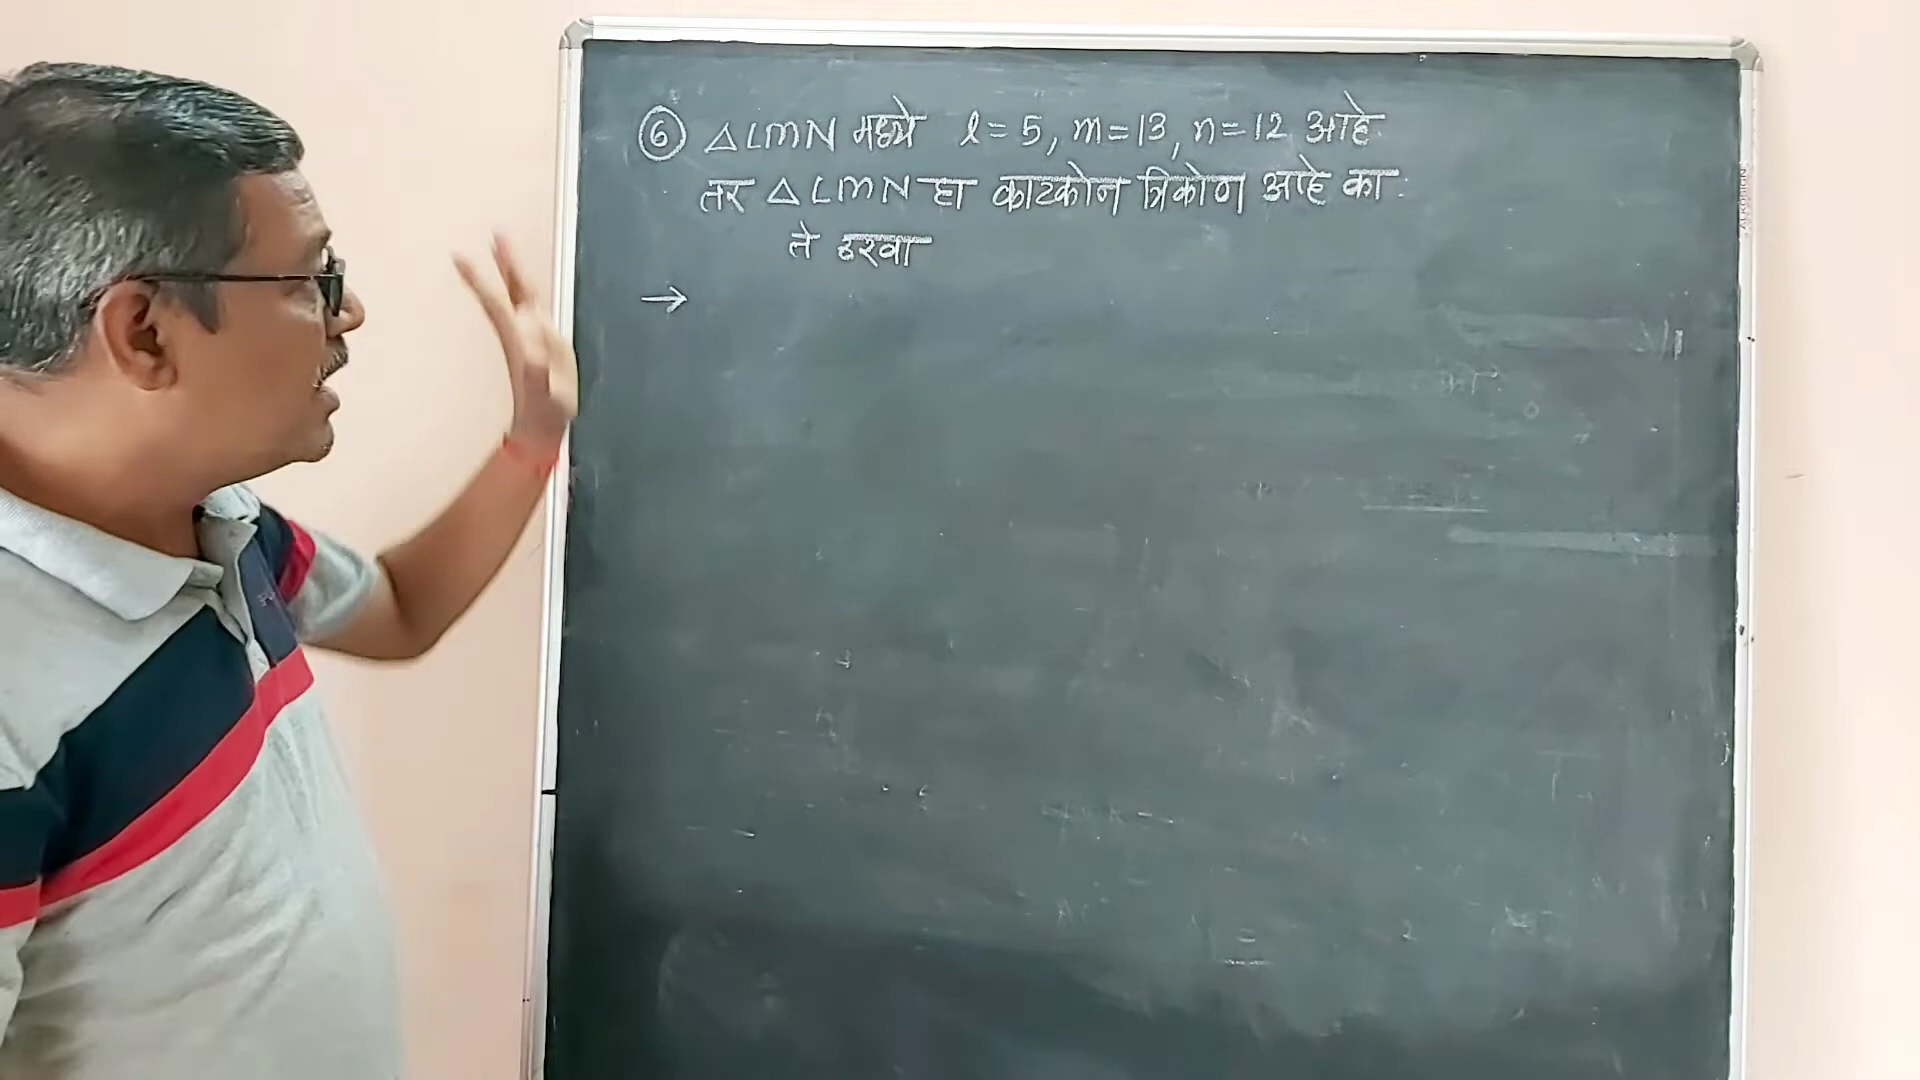 ⑥ △LMN मध्ये l=5, m=13, n=12 आहे
तर △LMN हा काटकोन त्रिकोण आहे का
ते ठरवा
→